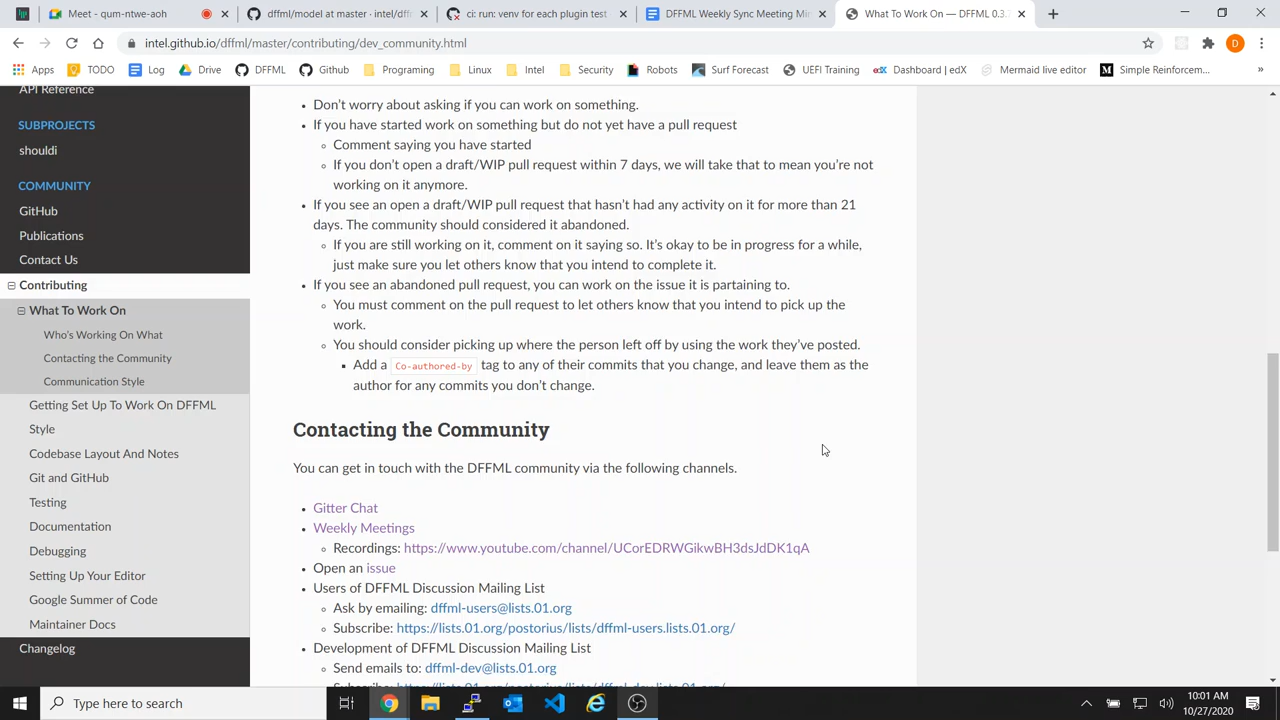 Meet - qum-ntwe-aoh
dffml/model at master · intel/dff
ci: run: venv for each plugin test
DFFML Weekly Sync Meeting Mi
What To Work On — DFFML 0.3.
intel.github.io/dffml/master/contributing/dev_community.html
D
Apps
TODO
Log
Drive
DFFML
Github
Programing
Linux
Intel
Security
Robots
Surf Forecast
UEFI Training
Dashboard | edX
Mermaid live editor
Simple Reinforcem...
»
API Reference
SUBPROJECTS
shouldi
COMMUNITY
GitHub
Publications
Contact Us
Contributing
What To Work On
Who's Working On What
Contacting the Community
Communication Style
Getting Set Up To Work On DFFML
Style
Codebase Layout And Notes
Git and GitHub
Testing
Documentation
Debugging
Setting Up Your Editor
Google Summer of Code
Maintainer Docs
Changelog
Don't worry about asking if you can work on something.
If you have started work on something but do not yet have a pull request
Comment saying you have started
If you don't open a draft/WIP pull request within 7 days, we will take that to mean you're not
working on it anymore.
If you see an open a draft/WIP pull request that hasn't had any activity on it for more than 21
days. The community should considered it abandoned.
If you are still working on it, comment on it saying so. It's okay to be in progress for a while,
just make sure you let others know that you intend to complete it.
If you see an abandoned pull request, you can work on the issue it is partaining to.
You must comment on the pull request to let others know that you intend to pick up the
work.
You should consider picking up where the person left off by using the work they've posted.
Add a Co-authored-by tag to any of their commits that you change, and leave them as the
author for any commits you don't change.
Contacting the Community
You can get in touch with the DFFML community via the following channels.
Gitter Chat
Weekly Meetings
Recordings: https://www.youtube.com/channel/UCorEDRWGikwBH3dsJdDK1qA
Open an issue
Users of DFFML Discussion Mailing List
Ask by emailing: dffml-users@lists.01.org
Subscribe: https://lists.01.org/postorius/lists/dffml-users.lists.01.org/
Development of DFFML Discussion Mailing List
Send emails to: dffml-dev@lists.01.org
Subscribe: https://lists.01.org/postorius/lists/dffml-dev.lists.01.org/
Type here to search
10:01 AM
10/27/2020